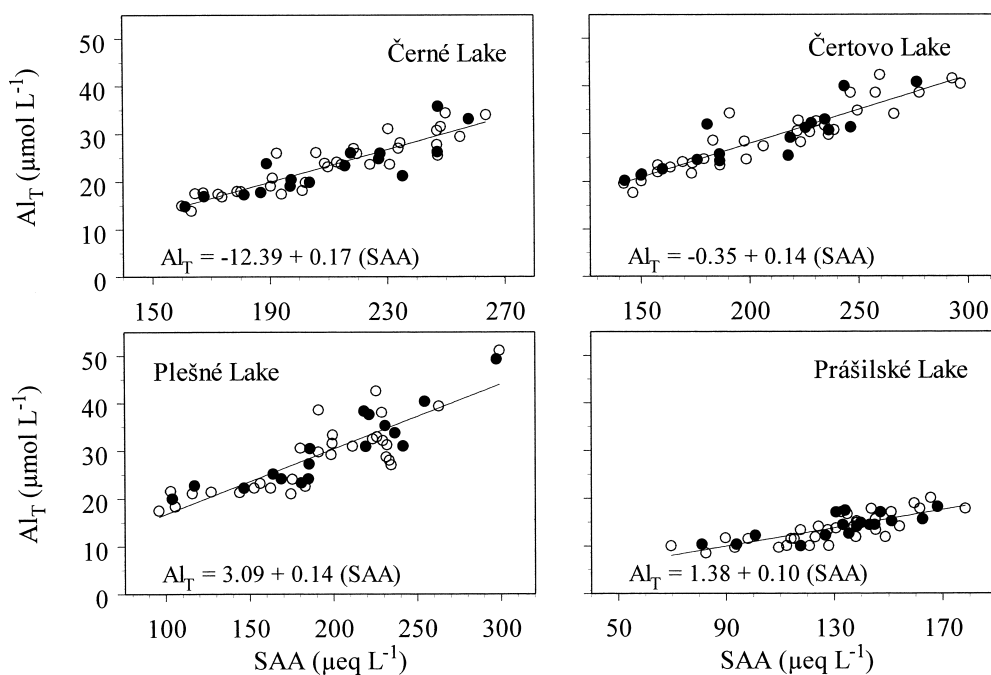 50
40
30
20
10
0
Al_T (µmol L⁻¹)
Černé Lake
Al_T = -12.39 + 0.17 (SAA)
150 190 230 270
Čertovo Lake
Al_T = -0.35 + 0.14 (SAA)
150 200 250 300
50
40
30
20
10
0
Al_T (µmol L⁻¹)
Plešné Lake
Al_T = 3.09 + 0.14 (SAA)
100 150 200 250 300
SAA (µeq L⁻¹)
Prášilské Lake
Al_T = 1.38 + 0.10 (SAA)
50 90 130 170
SAA (µeq L⁻¹)